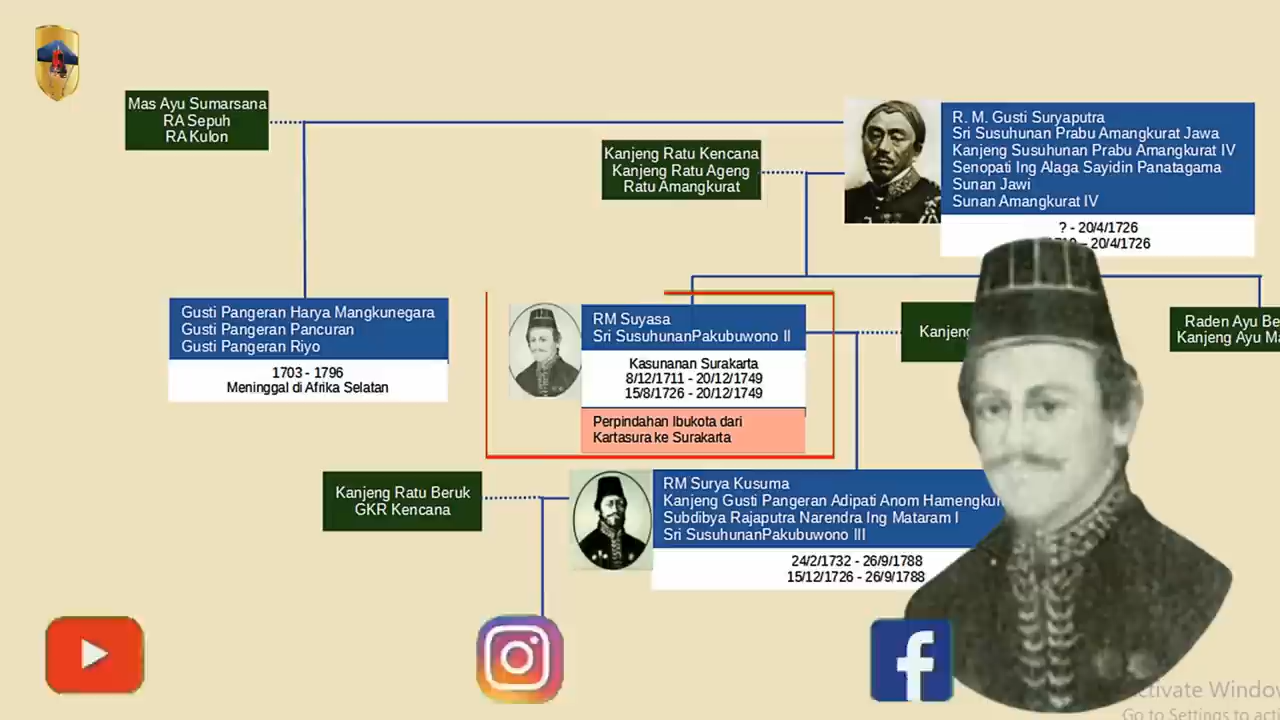 Mas Ayu Sumarsana
RA Sepuh
RA Kulon
R. M. Gusti Suryaputra
Sri Susuhunan Prabu Amangkurat Jawa
Kanjeng Susuhunan Prabu Amangkurat IV
Senopati Ing Alaga Sayidin Panatagama
Sunan Jawi
Sunan Amangkurat IV
? - 20/4/1726
– 20/4/1726
Kanjeng Ratu Kencana
Kanjeng Ratu Ageng
Ratu Amangkurat
Gusti Pangeran Harya Mangkunegara
Gusti Pangeran Pancuran
Gusti Pangeran Riyo
1703 - 1796
Meninggal di Afrika Selatan
RM Suyasa
Sri SusuhunanPakubuwono II
Kasunanan Surakarta
8/12/1711 - 20/12/1749
15/8/1726 - 20/12/1749
Perpindahan Ibukota dari
Kartasura ke Surakarta
Kanjeng
Raden Ayu Be
Kanjeng Ayu Ma
Kanjeng Ratu Beruk
GKR Kencana
RM Surya Kusuma
Kanjeng Gusti Pangeran Adipati Anom Hamengkun
Subdibya Rajaputra Narendra Ing Mataram I
Sri SusuhunanPakubuwono III
24/2/1732 - 26/9/1788
15/12/1726 - 26/9/1788
Activate Window
Go to Settings to acti